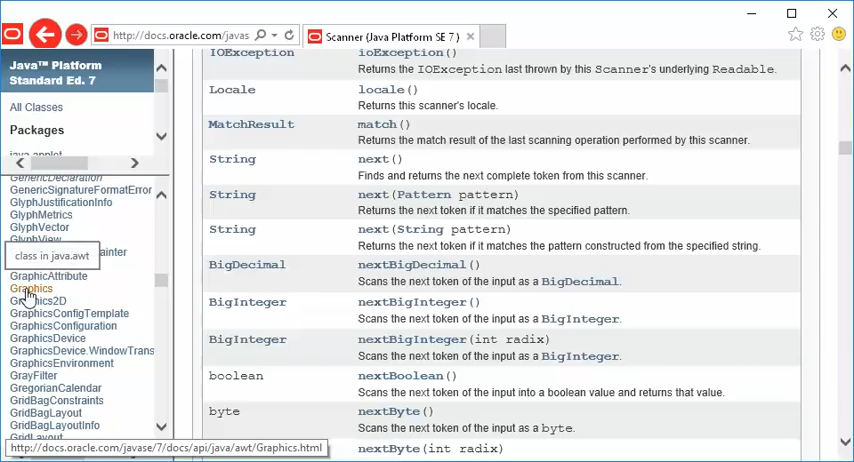 http://docs.oracle.com/javas
Scanner (Java Platform SE 7 )
Java™ Platform
Standard Ed. 7
All Classes
Packages
java.applet
Generic Declaration
GenericSignatureFormatError
GlyphJustificationInfo
GlyphMetrics
GlyphVector
GlyphView
ainter
class in java.awt
GraphicAttribute
Graphics
Graphics2D
GraphicsConfigTemplate
GraphicsConfiguration
GraphicsDevice
GraphicsDevice.WindowTrans
GraphicsEnvironment
GrayFilter
GregorianCalendar
GridBagConstraints
GridBagLayout
GridBagLayoutInfo
GridLayout
http://docs.oracle.com/javase/7/docs/api/java/awt/Graphics.html
IOException ioException()
Returns the IOException last thrown by this Scanner's underlying Readable.
Locale locale()
Returns this scanner's locale.
MatchResult match()
Returns the match result of the last scanning operation performed by this scanner.
String next()
Finds and returns the next complete token from this scanner.
String next(Pattern pattern)
Returns the next token if it matches the specified pattern.
String next(String pattern)
Returns the next token if it matches the pattern constructed from the specified string.
BigDecimal nextBigDecimal()
Scans the next token of the input as a BigDecimal.
BigInteger nextBigInteger()
Scans the next token of the input as a BigInteger.
BigInteger nextBigInteger(int radix)
Scans the next token of the input as a BigInteger.
boolean nextBoolean()
Scans the next token of the input into a boolean value and returns that value.
byte nextByte()
Scans the next token of the input as a byte.
nextByte(int radix)